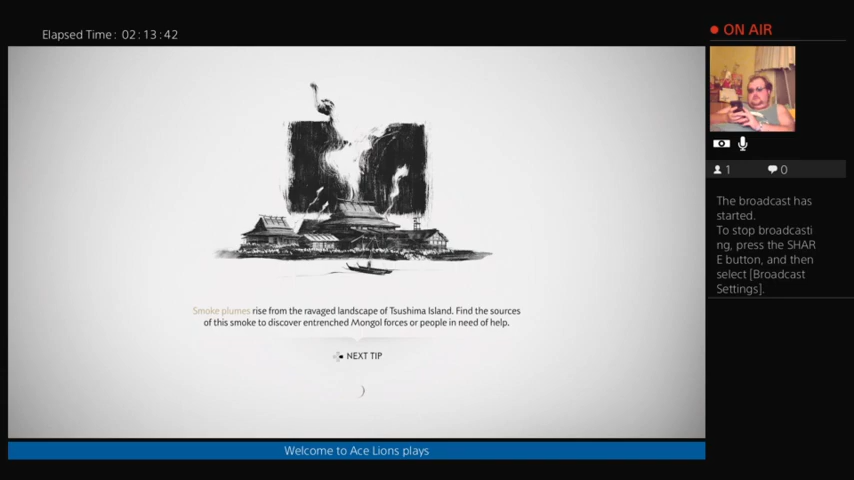 Elapsed Time: 02:13:42
ON AIR
1
0
The broadcast has
started.
To stop broadcasti
ng, press the SHAR
E button, and then
select [Broadcast
Settings].
Smoke plumes rise from the ravaged landscape of Tsushima Island. Find the sources
of this smoke to discover entrenched Mongol forces or people in need of help.
NEXT TIP
Welcome to Ace Lions plays